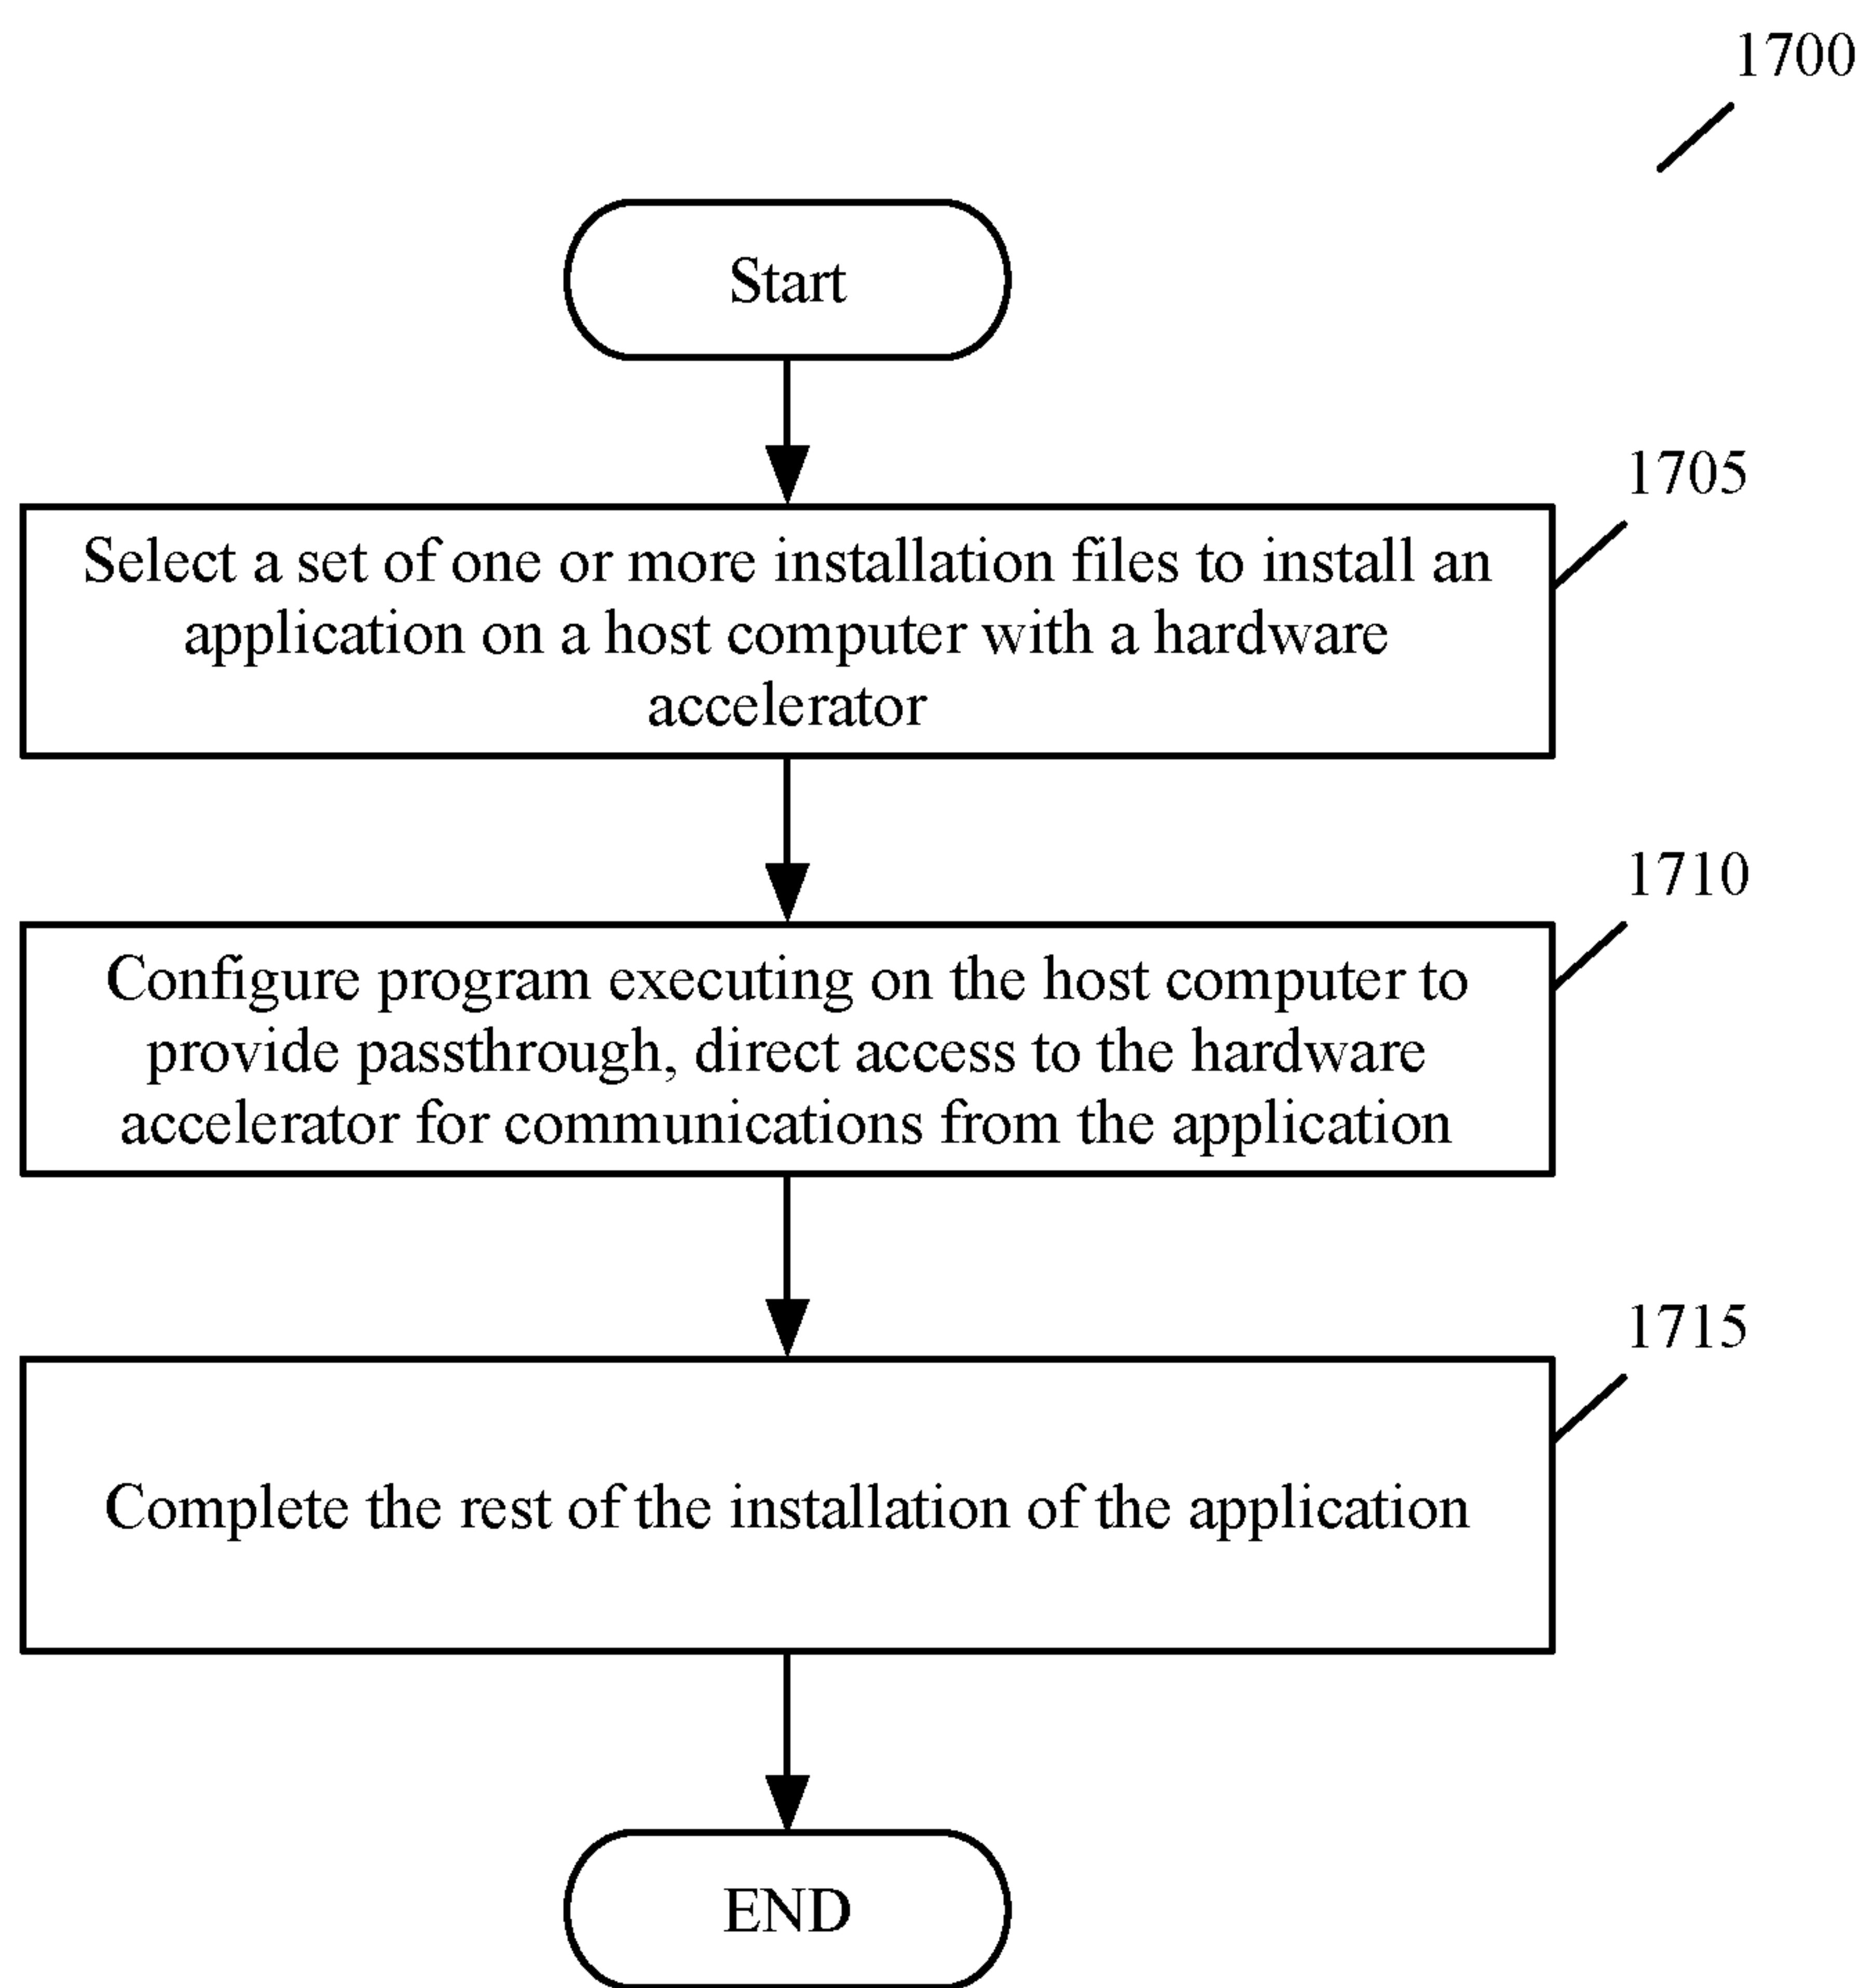 1700
Start
1705
Select a set of one or more installation files to install an
application on a host computer with a hardware
accelerator
1710
Configure program executing on the host computer to
provide passthrough, direct access to the hardware
accelerator for communications from the application
1715
Complete the rest of the installation of the application
END